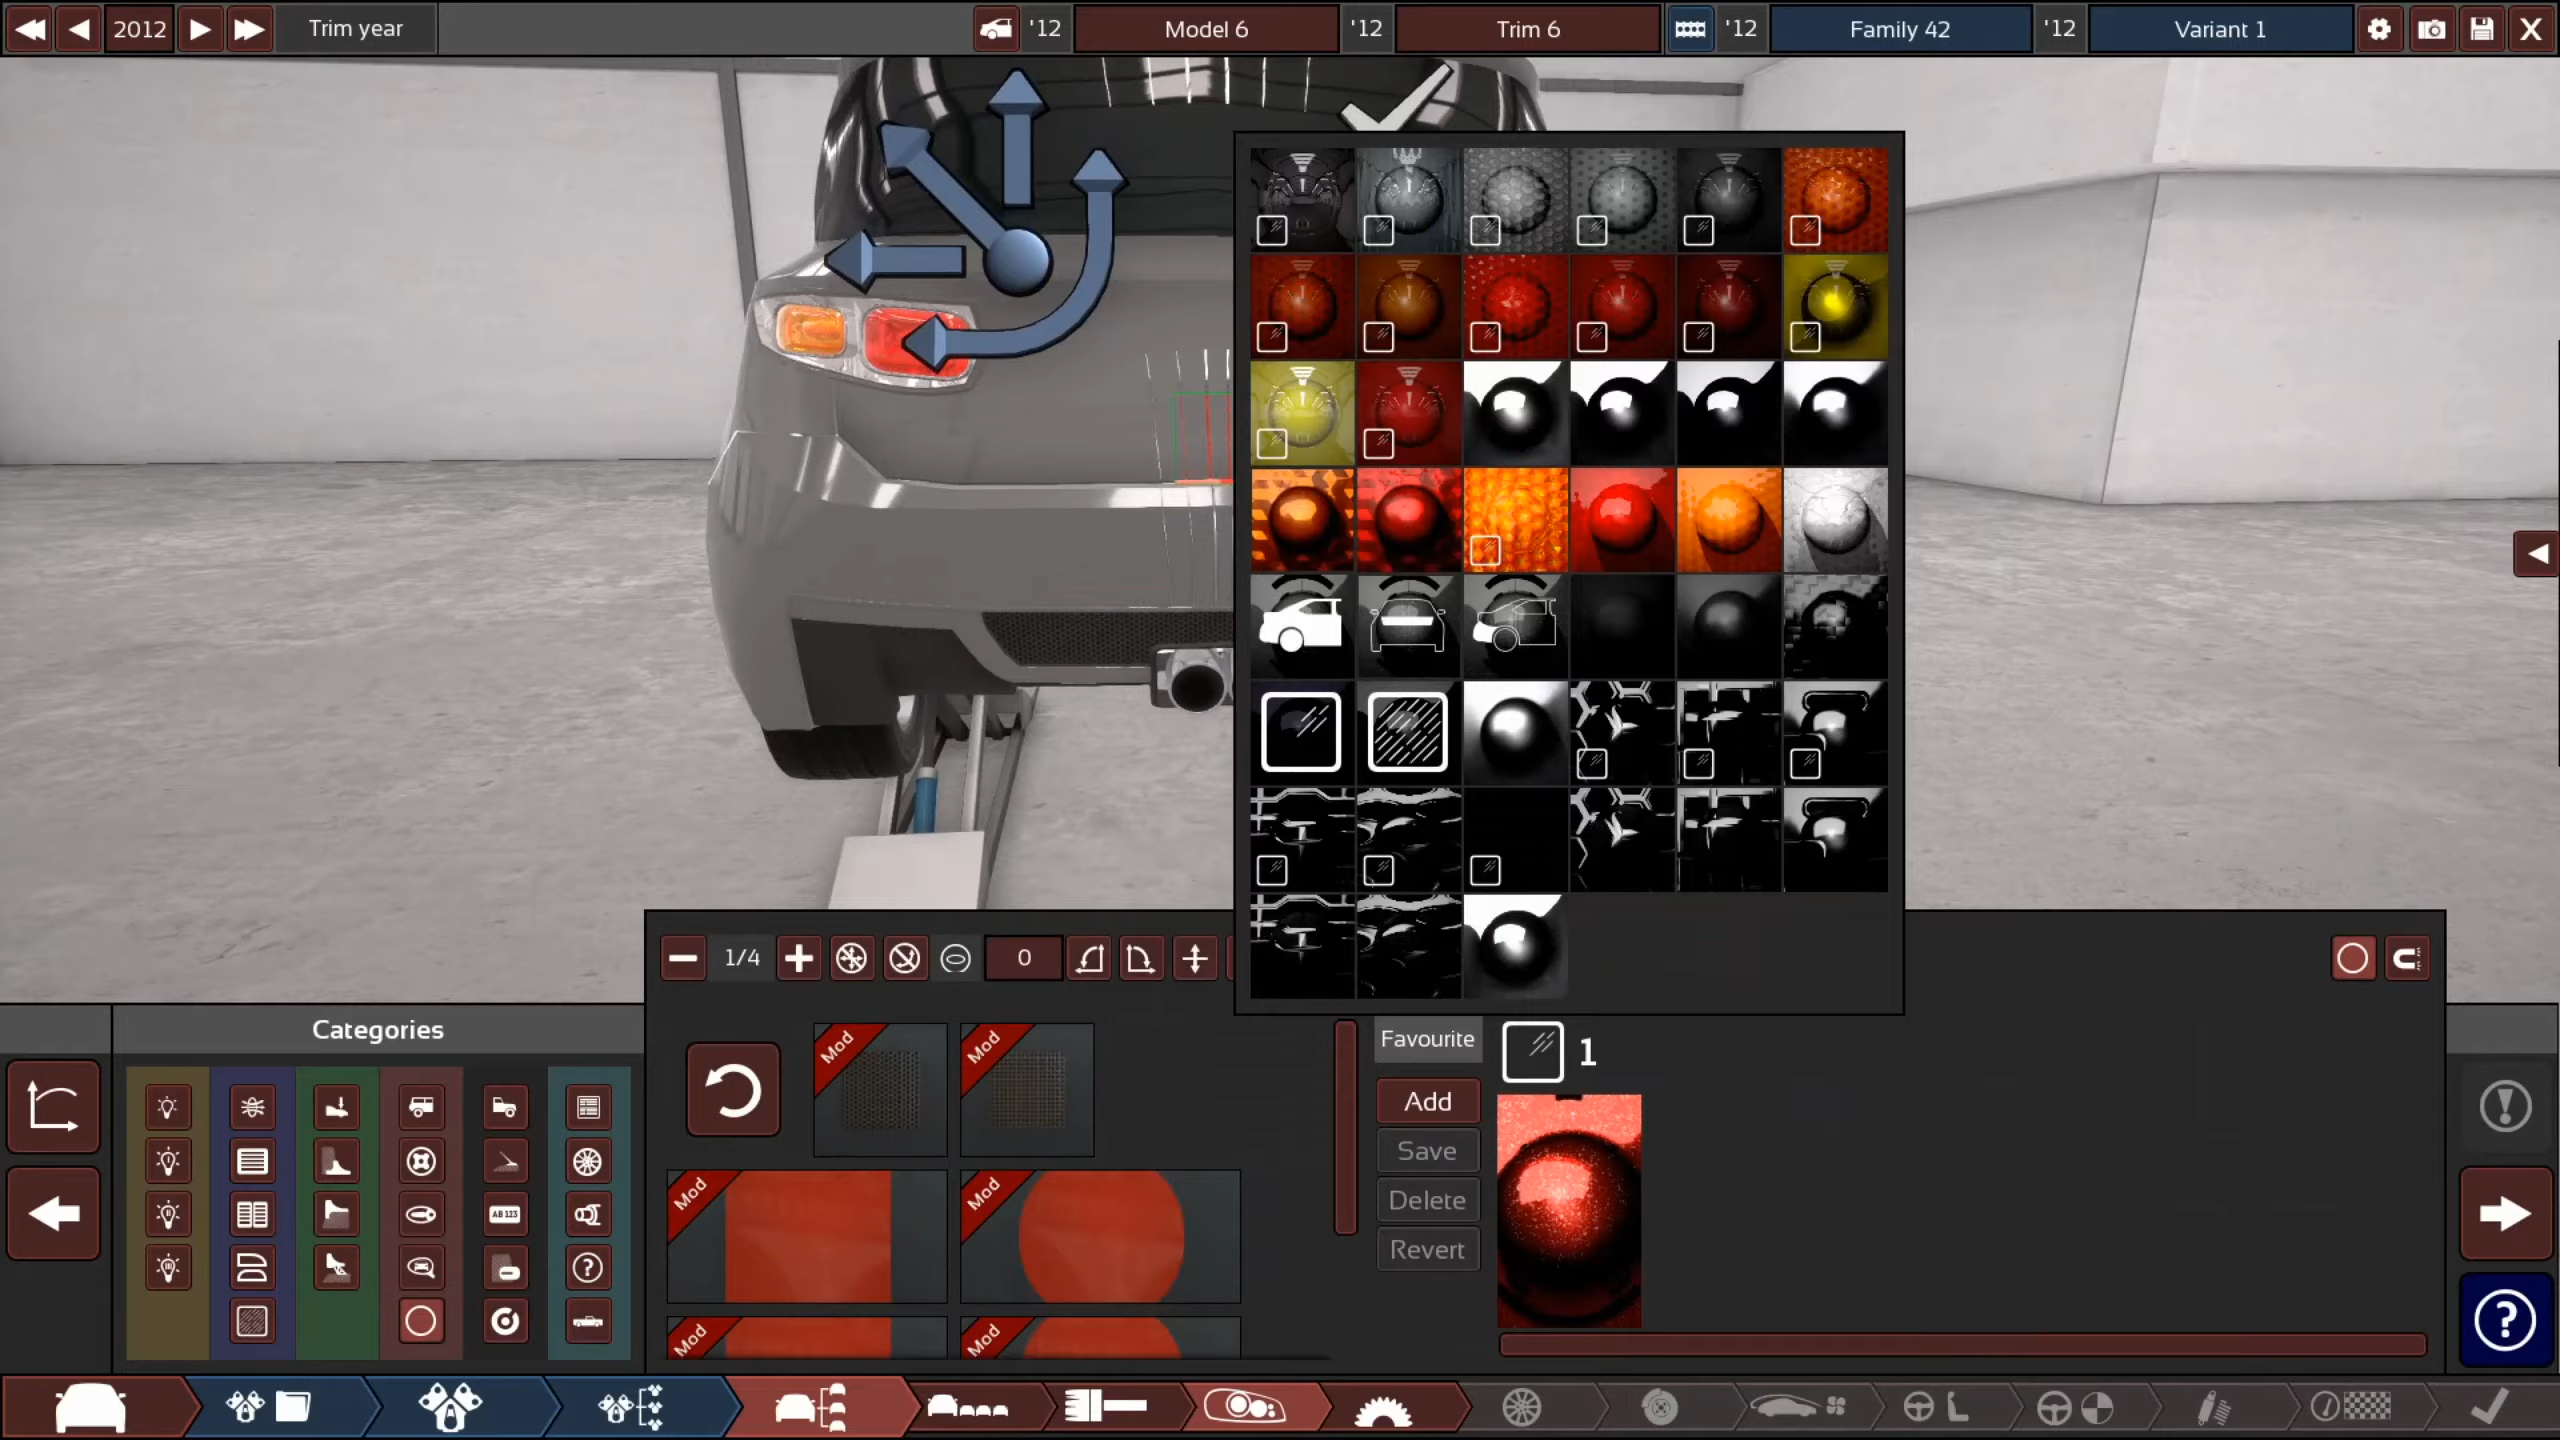 2012 Trim year '12 Model 6 '12 Trim 6 '12 Family 42 '12 Variant 1
1/4 0
Categories
Mod Mod
Mod Mod
Mod Mod
AB 123
Favourite 1
Add
Save
Delete
Revert